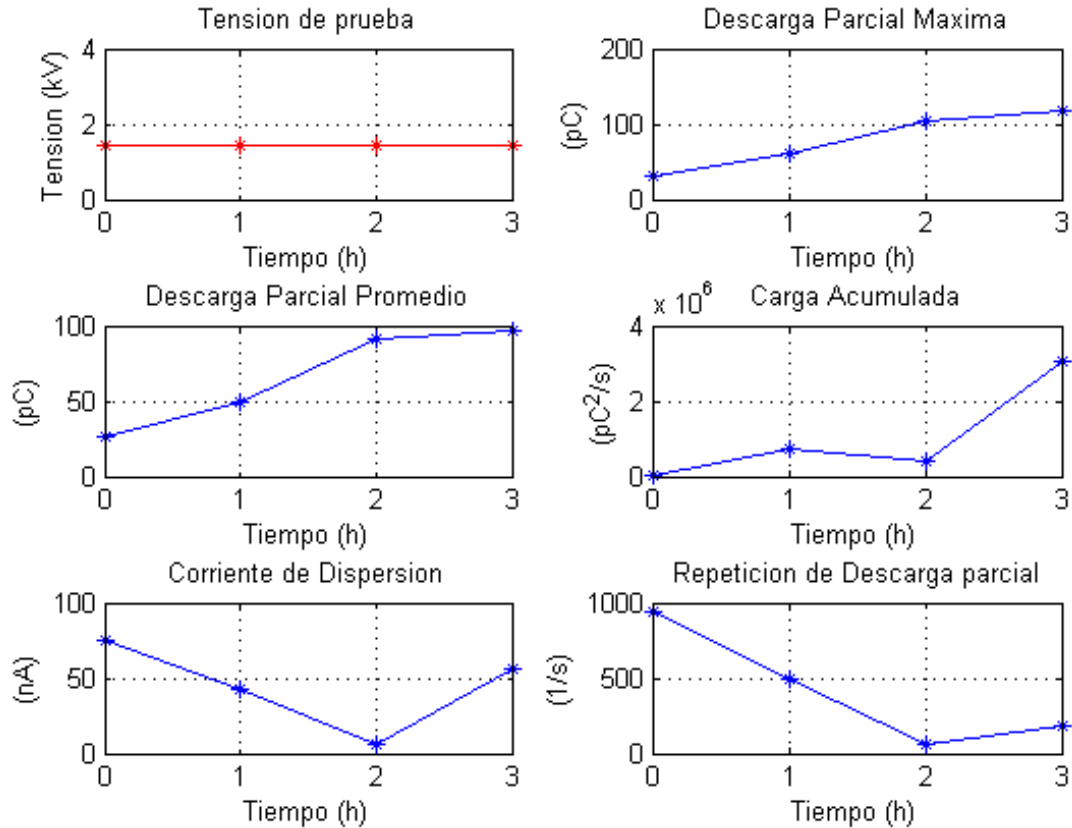 Tension de prueba
Tension (kV)
4
2
0
0 1 2 3
Tiempo (h)
Descarga Parcial Maxima
(pC)
200
100
0
0 1 2 3
Tiempo (h)
Descarga Parcial Promedio
(pC)
100
50
0
0 1 2 3
Tiempo (h)
x 10^6
Carga Acumulada
(pC^2/s)
4
2
0
0 1 2 3
Tiempo (h)
Corriente de Dispersion
(nA)
100
50
0
0 1 2 3
Tiempo (h)
Repeticion de Descarga parcial
(1/s)
1000
500
0
0 1 2 3
Tiempo (h)